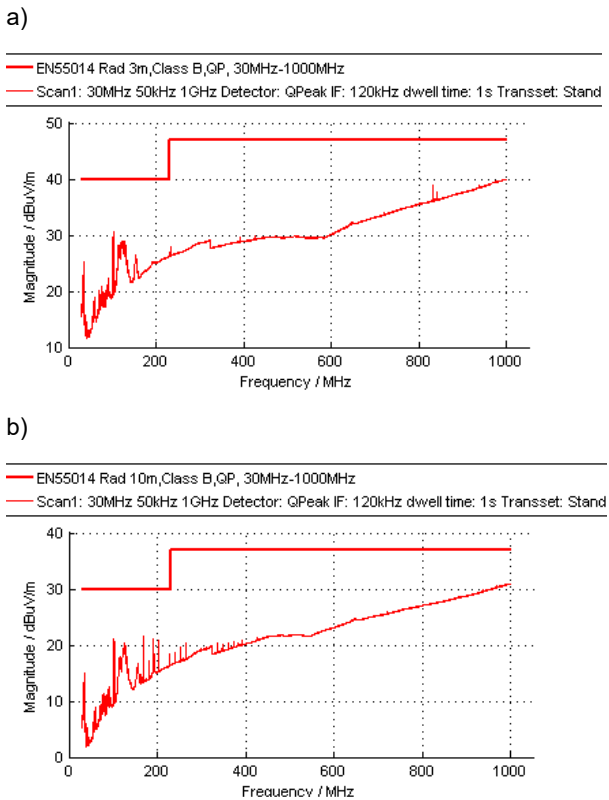 a)
EN55014 Rad 3m,Class B,QP, 30MHz-1000MHz
Scan1: 30MHz 50kHz 1GHz Detector: QPeak IF: 120kHz dwell time: 1s Transset: Stand
50
40
30
20
10
Magnitude / dBuV/m
0 200 400 600 800 1000
Frequency / MHz
b)
EN55014 Rad 10m,Class B,QP, 30MHz-1000MHz
Scan1: 30MHz 50kHz 1GHz Detector: QPeak IF: 120kHz dwell time: 1s Transset: Stand
40
30
20
10
0
Magnitude / dBuV/m
0 200 400 600 800 1000
Frequency / MHz